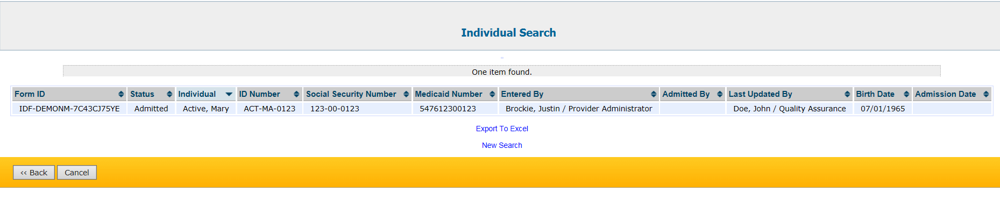 Individual Search
One item found.
Form ID Status Individual ID Number Social Security Number Medicaid Number Entered By Admitted By Last Updated By Birth Date Admission Date
IDF-DEMONM-7C43CJ75YE Admitted Active, Mary ACT-MA-0123 123-00-0123 547612300123 Brockie, Justin / Provider Administrator Doe, John / Quality Assurance 07/01/1965
Export To Excel
New Search
<< Back Cancel